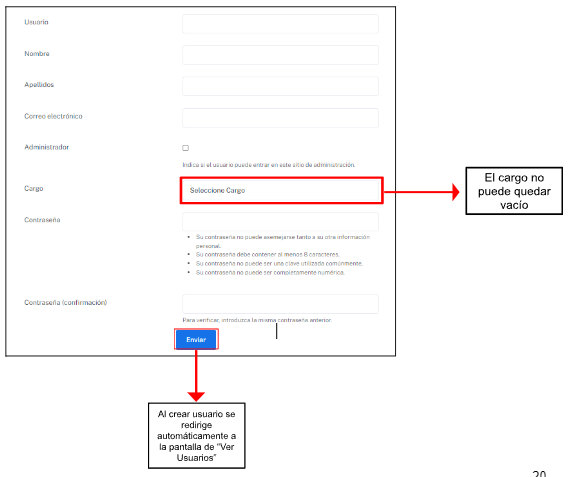 Usuario
Nombre
Apellidos
Correo electrónico
Administrador
Indica si el usuario puede entrar en este sitio de administración.
Cargo
Seleccione Cargo
El cargo no
puede quedar
vacío
Contraseña
Su contraseña no puede asemejarse tanto a su otra información
personal.
Su contraseña debe contener al menos 8 caracteres.
Su contraseña no puede ser una clave utilizada comúnmente.
Su contraseña no puede ser completamente numérica.
Contraseña (confirmación)
Para verificar, introduzca la misma contraseña anterior.
Enviar
Al crear usuario se
redirige
automáticamente a
la pantalla de "Ver
Usuarios"
20